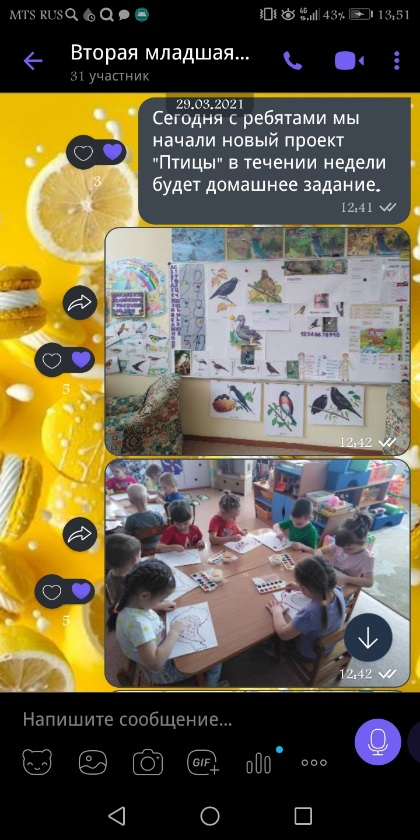 MTS RUS 4G 43% 13:51
Вторая младшая...
31 участник
29.03.2021
Сегодня с ребятами мы
начали новый проект
"Птицы" в течении недели
будет домашнее задание.
12:41
3
5
12:42
5
12:42
Напишите сообщение...
GIF+